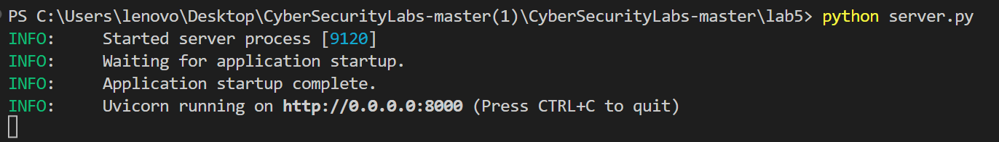 PS C:\Users\lenovo\Desktop\CyberSecurityLabs-master(1)\CyberSecurityLabs-master\lab5> python server.py
INFO:     Started server process [9120]
INFO:     Waiting for application startup.
INFO:     Application startup complete.
INFO:     Uvicorn running on http://0.0.0.0:8000 (Press CTRL+C to quit)